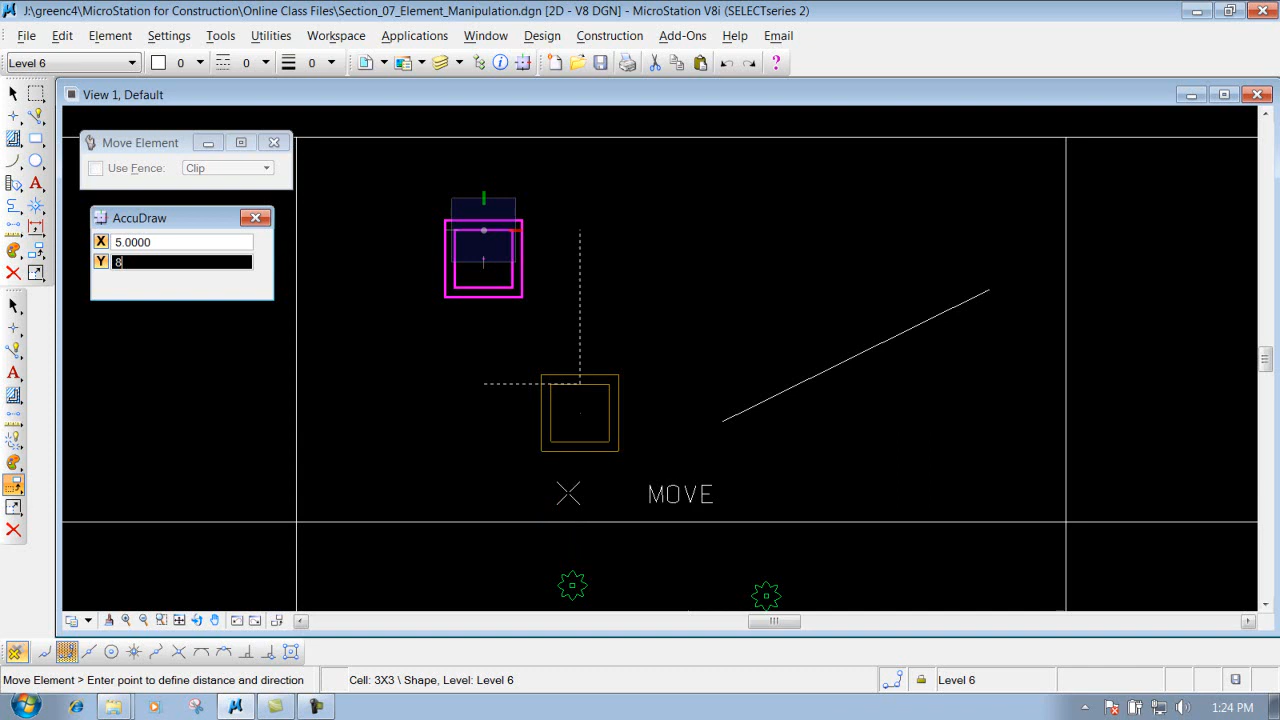 J:\greenc4\MicroStation for Construction\Online Class Files\Section_07_Element_Manipulation.dgn [2D - V8 DGN] - MicroStation V8i (SELECTseries 2)
File Edit Element Settings Tools Utilities Workspace Applications Window Design Construction Add-Ons Help Email
Level 6 0 0 0
View 1, Default
Move Element
Use Fence: Clip
AccuDraw
X 5.0000
Y 8
MOVE
Move Element > Enter point to define distance and direction Cell: 3X3 \ Shape, Level: Level 6 Level 6
1:24 PM